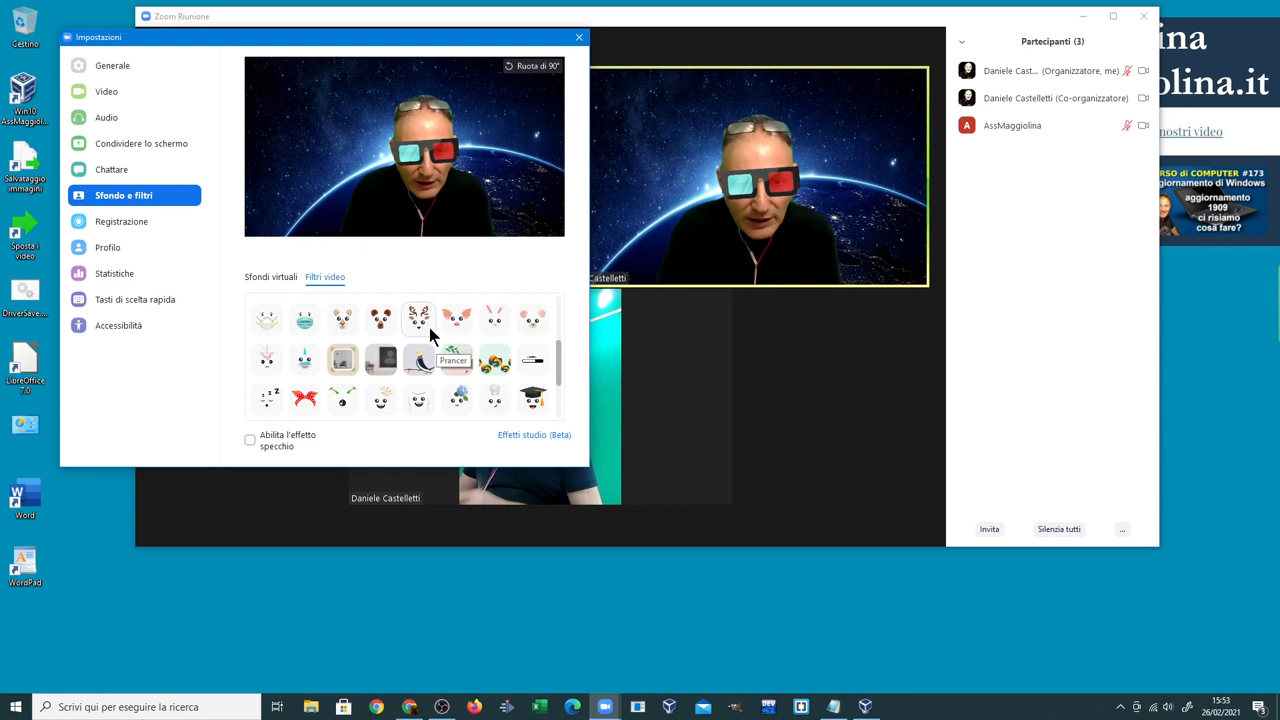 Zoom Riunione
Impostazioni
Generale
Video
Audio
Condividere lo schermo
Chattare
Sfondo e filtri
Registrazione
Profilo
Statistiche
Tasti di scelta rapida
Accessibilità
Ruota di 90°
Sfondi virtuali Filtri video
Prancer
z z Z
Abilita l'effetto
specchio
Effetti studio (Beta)
Castelletti
Daniele Castelletti
Partecipanti (3)
Daniele Cast... (Organizzatore, me)
Daniele Castelletti (Co-organizzatore)
A AssMaggiolina
Invita Silenzia tutti ...
ina
olina.it
nostri video
RSO di COMPUTER #173
giornamento di Windows
aggiornamento
1909
ci risiamo
cosa fare?
Cestino
Win10
AssMaggiol...
Salvataggio
immagini
Sposta i
video
DriverSave....
LibreOffice
7.0
Word
WordPad
Scrivi qui per eseguire la ricerca
DEV
15:53
26/02/2021